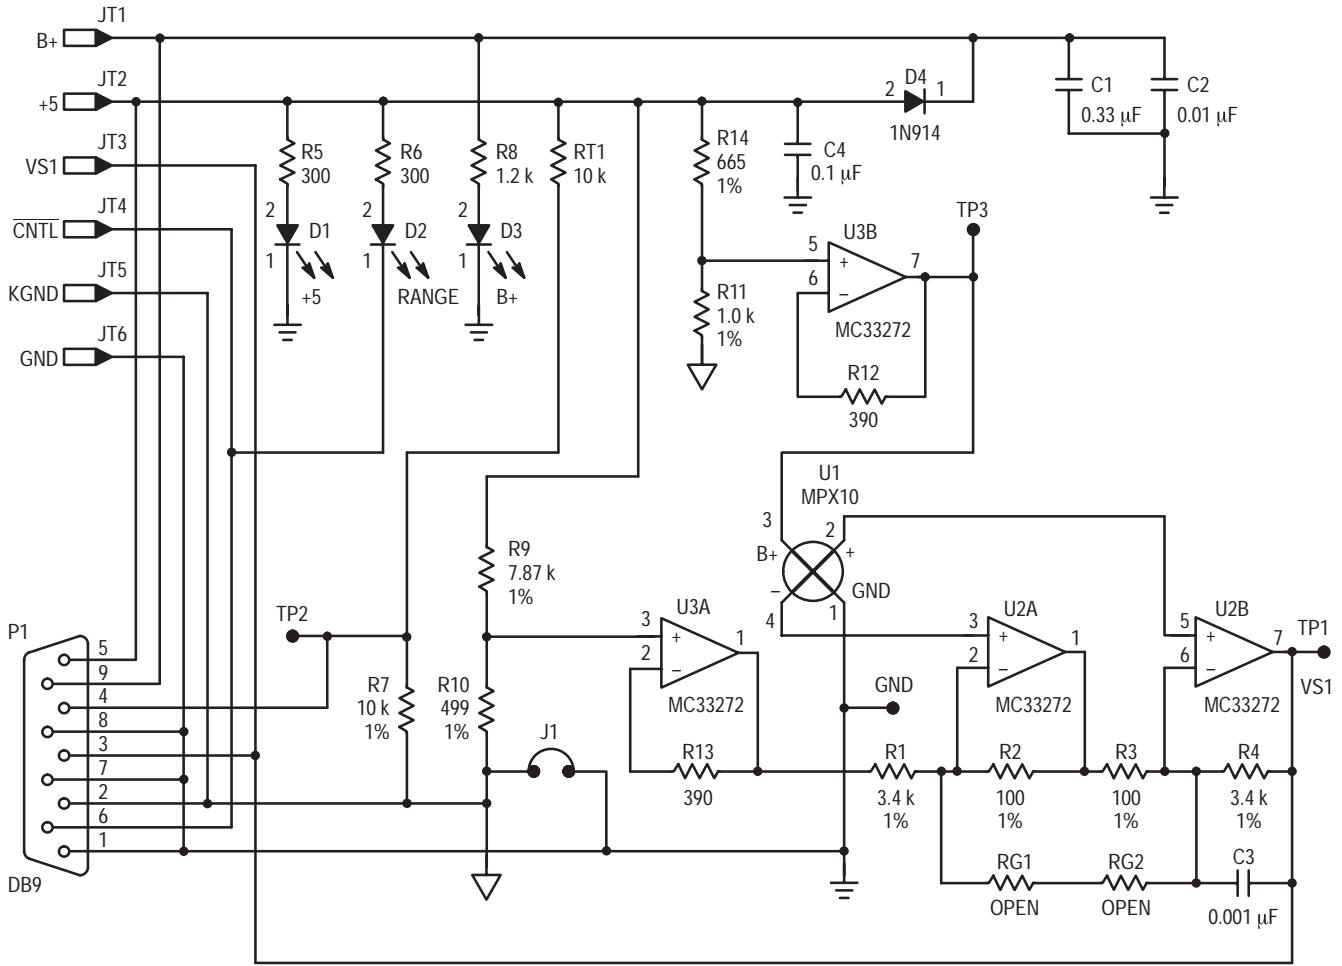 JT1
B+
JT2
+5
JT3
VS1
JT4
CNTL
JT5
KGND
JT6
GND
R5
300
2
D1
1
+5
R6
300
2
D2
1
RANGE
R8
1.2 k
2
D3
1
B+
RT1
10 k
R14
665
1%
C4
0.1 µF
2
D4
1
1N914
C1
0.33 µF
C2
0.01 µF
R11
1.0 k
1%
U3B
5
+
6
–
7
MC33272
R12
390
TP3
U1
MPX10
3
2
B+
+
–
GND
4
1
R9
7.87 k
1%
TP2
R7
10 k
1%
R10
499
1%
J1
U3A
3
+
2
–
1
MC33272
R13
390
GND
U2A
3
+
2
–
1
MC33272
U2B
5
+
6
–
7
MC33272
TP1
VS1
R1
3.4 k
1%
R2
100
1%
R3
100
1%
R4
3.4 k
1%
RG1
OPEN
RG2
OPEN
C3
0.001 µF
P1
5
9
4
8
3
7
2
6
1
DB9